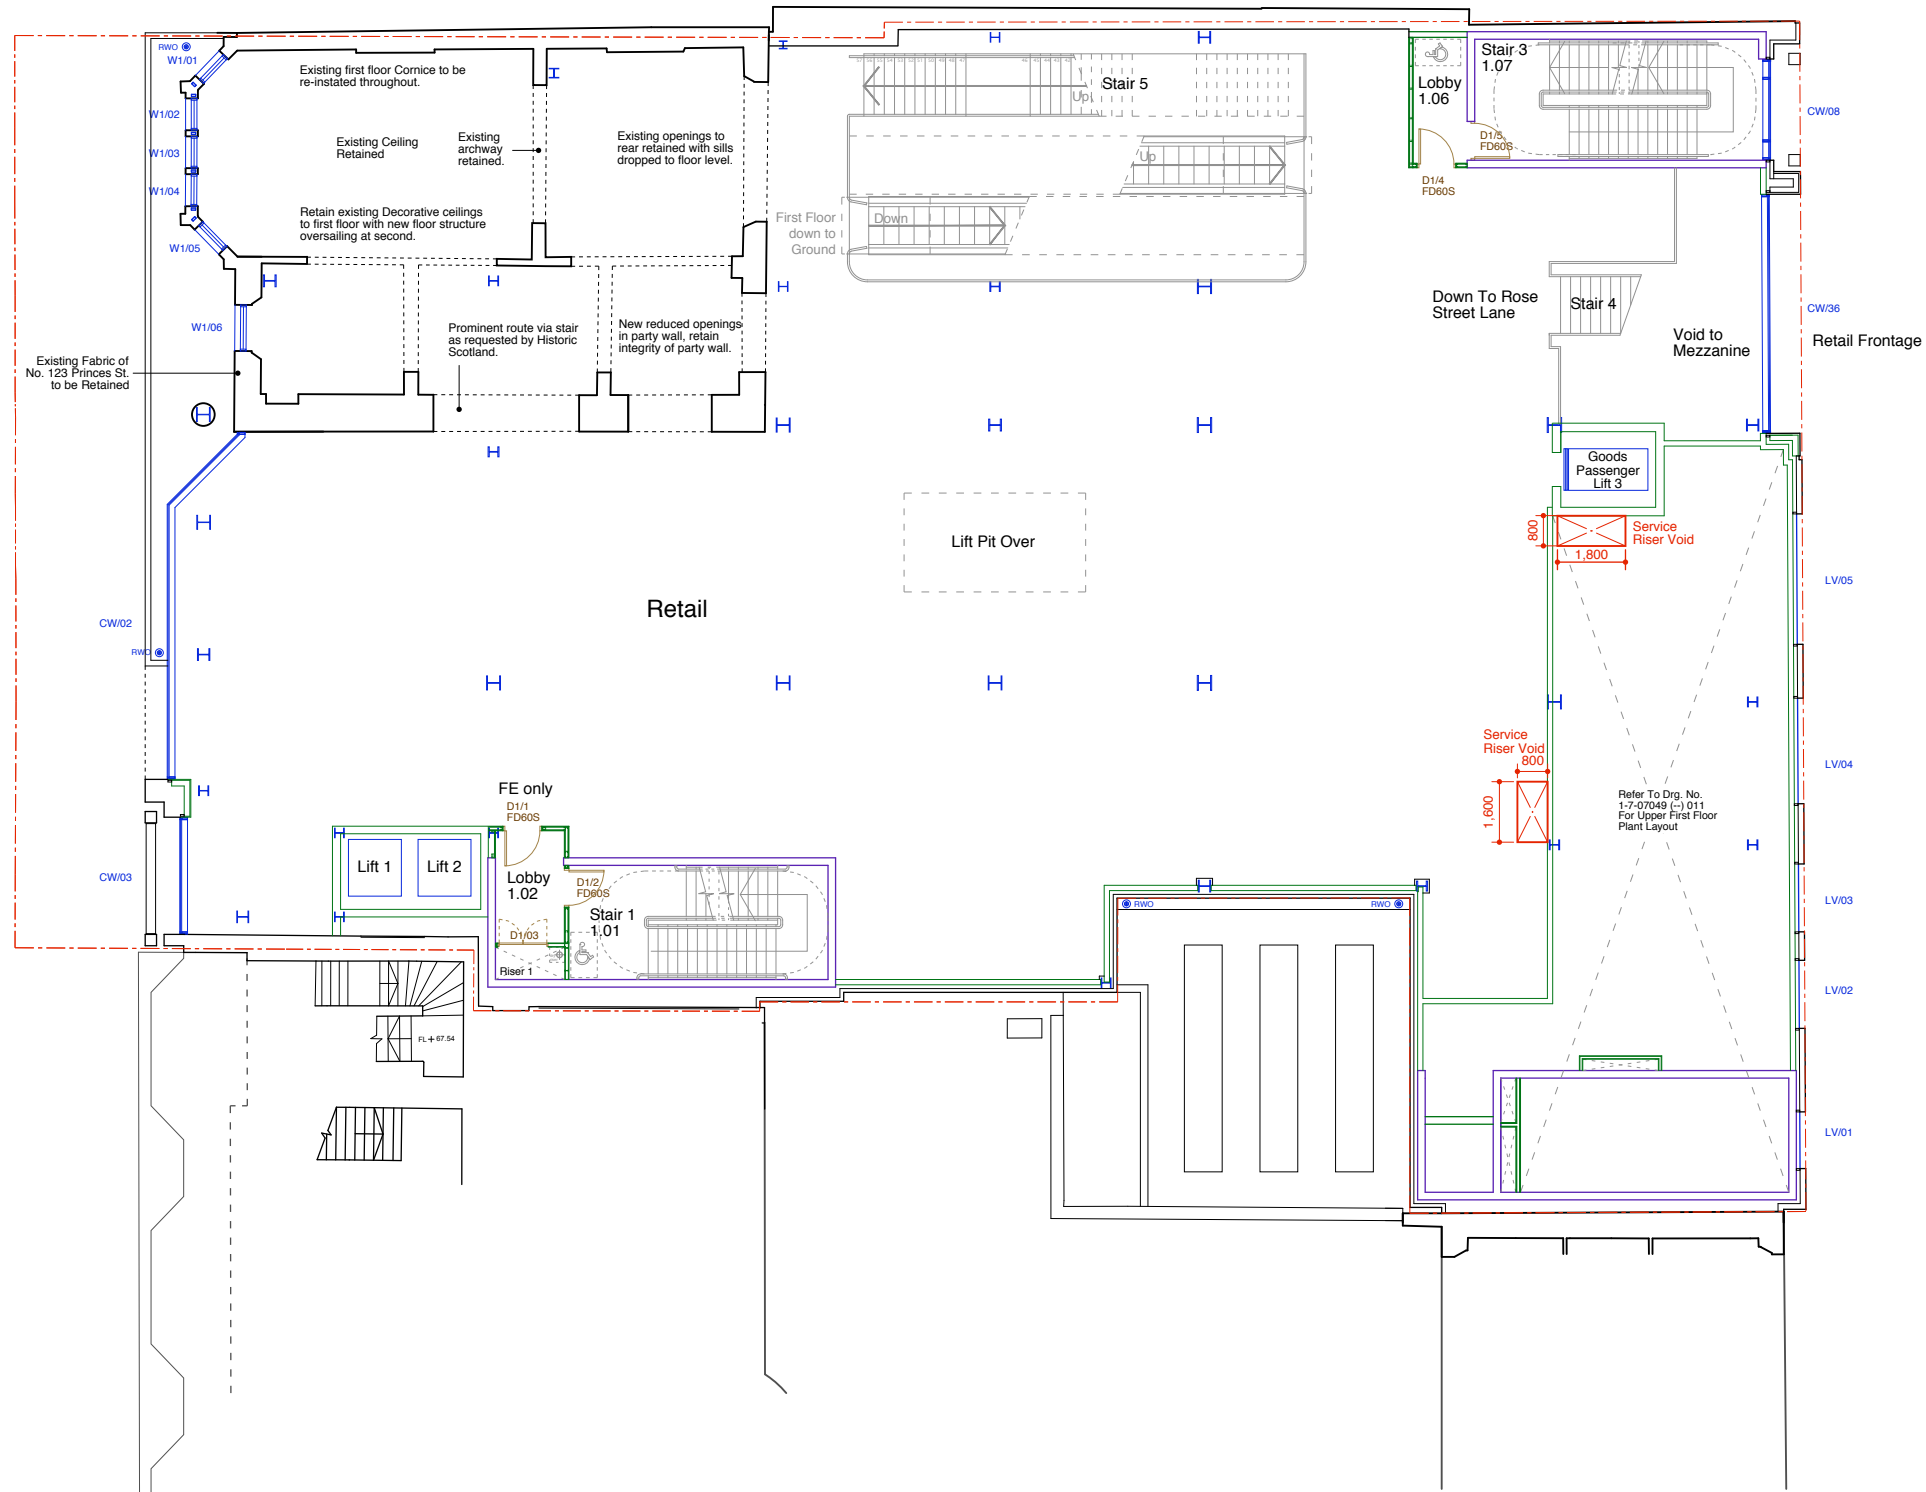 RWO
W1/01
W1/02
W1/03
W1/04
W1/05
W1/06
Existing first floor Cornice to be
re-instated throughout.
Existing Ceiling
Retained
Existing
archway
retained.
Existing openings to
rear retained with sills
dropped to floor level.
Retain existing Decorative ceilings
to first floor with new floor structure
oversailing at second.
Prominent route via stair
as requested by Historic
Scotland.
New reduced openings
in party wall, retain
integrity of party wall.
Existing Fabric of
No. 123 Princes St.
to be Retained
Stair 5
Up
Up
Down
First Floor
down to
Ground
Lobby
1.06
Stair 3
1.07
D1/5
FD60S
D1/4
FD60S
CW/08
Down To Rose
Street Lane
Stair 4
Void to
Mezzanine
CW/36
Retail Frontage
Goods
Passenger
Lift 3
800
1,800
Service
Riser Void
Lift Pit Over
Retail
LV/05
CW/02
RWO
Service
Riser Void
800
1,600
Refer To Drg. No.
1-7-07049 (--) 011
For Upper First Floor
Plant Layout
LV/04
FE only
D1/1
FD60S
Lift 1
Lift 2
Lobby
1.02
D1/2
FD60S
Stair 1
1.01
D1/03
Riser 1
CW/03
RWO
RWO
LV/03
LV/02
LV/01
FL+67.54